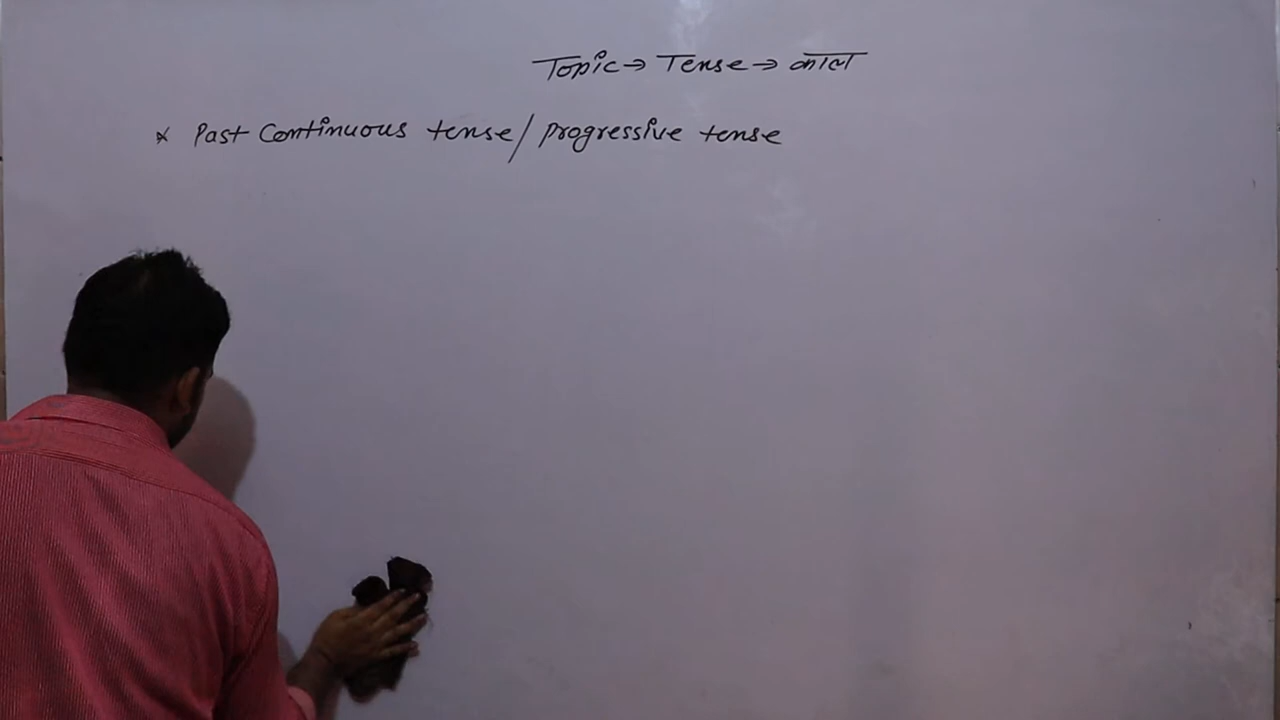 Topic → Tense → काल
× Past Continuous tense/progressive tense